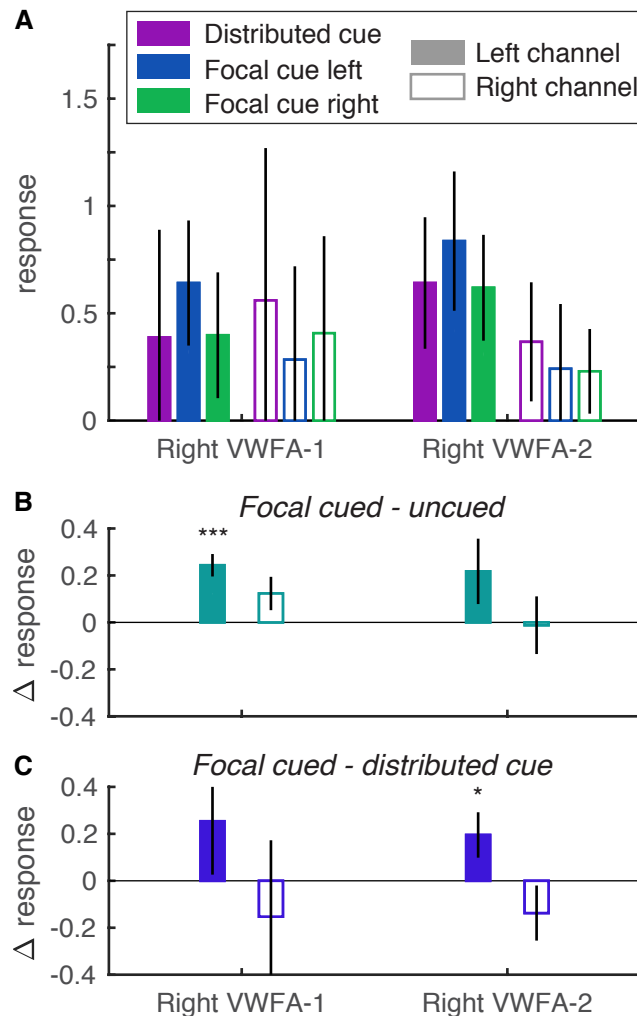 A
Distributed cue
Focal cue left
Focal cue right
Left channel
Right channel
response
1.5
1
0.5
0
Right VWFA-1
Right VWFA-2
B
Focal cued - uncued
Δ response
0.4
0.2
0
-0.2
-0.4
***
C
Focal cued - distributed cue
Δ response
0.4
0.2
0
-0.2
-0.4
*
Right VWFA-1
Right VWFA-2